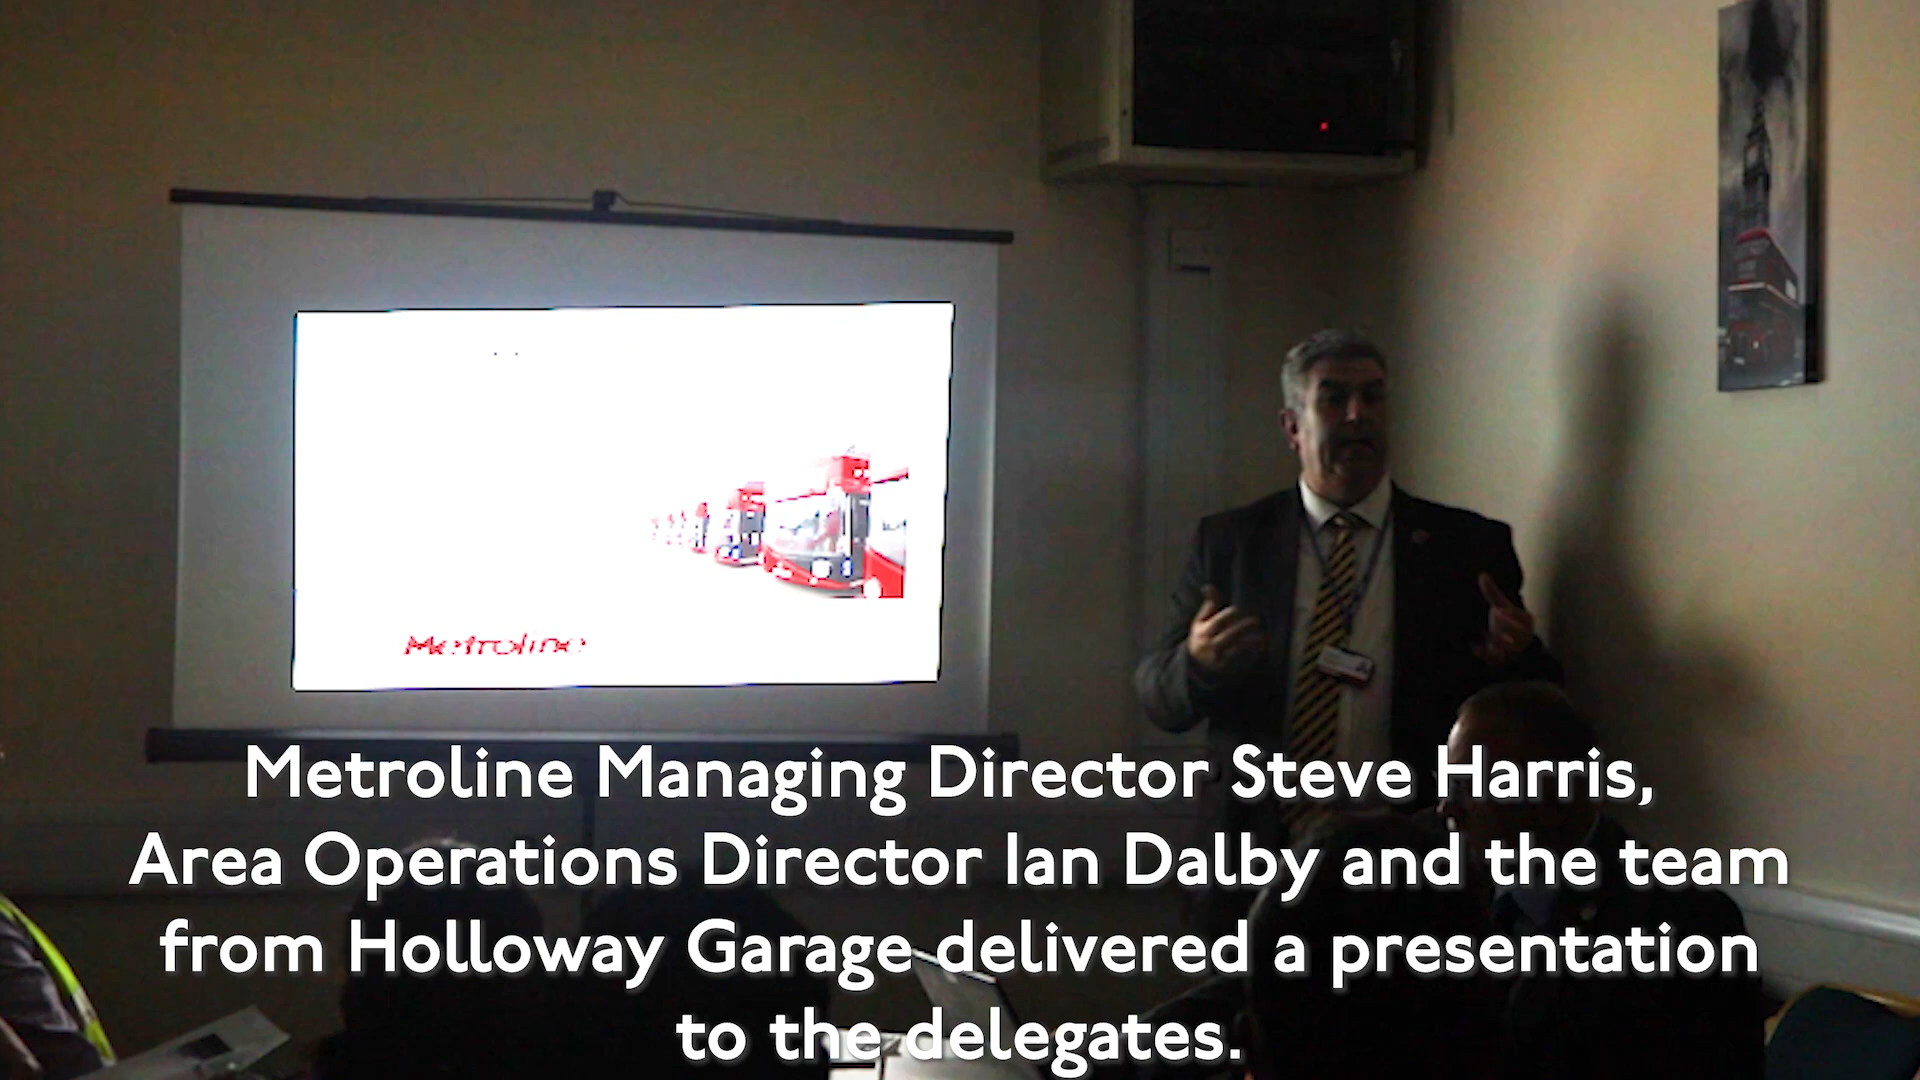 Metroline
Metroline Managing Director Steve Harris,
Area Operations Director Ian Dalby and the team
from Holloway Garage delivered a presentation
to the delegates.